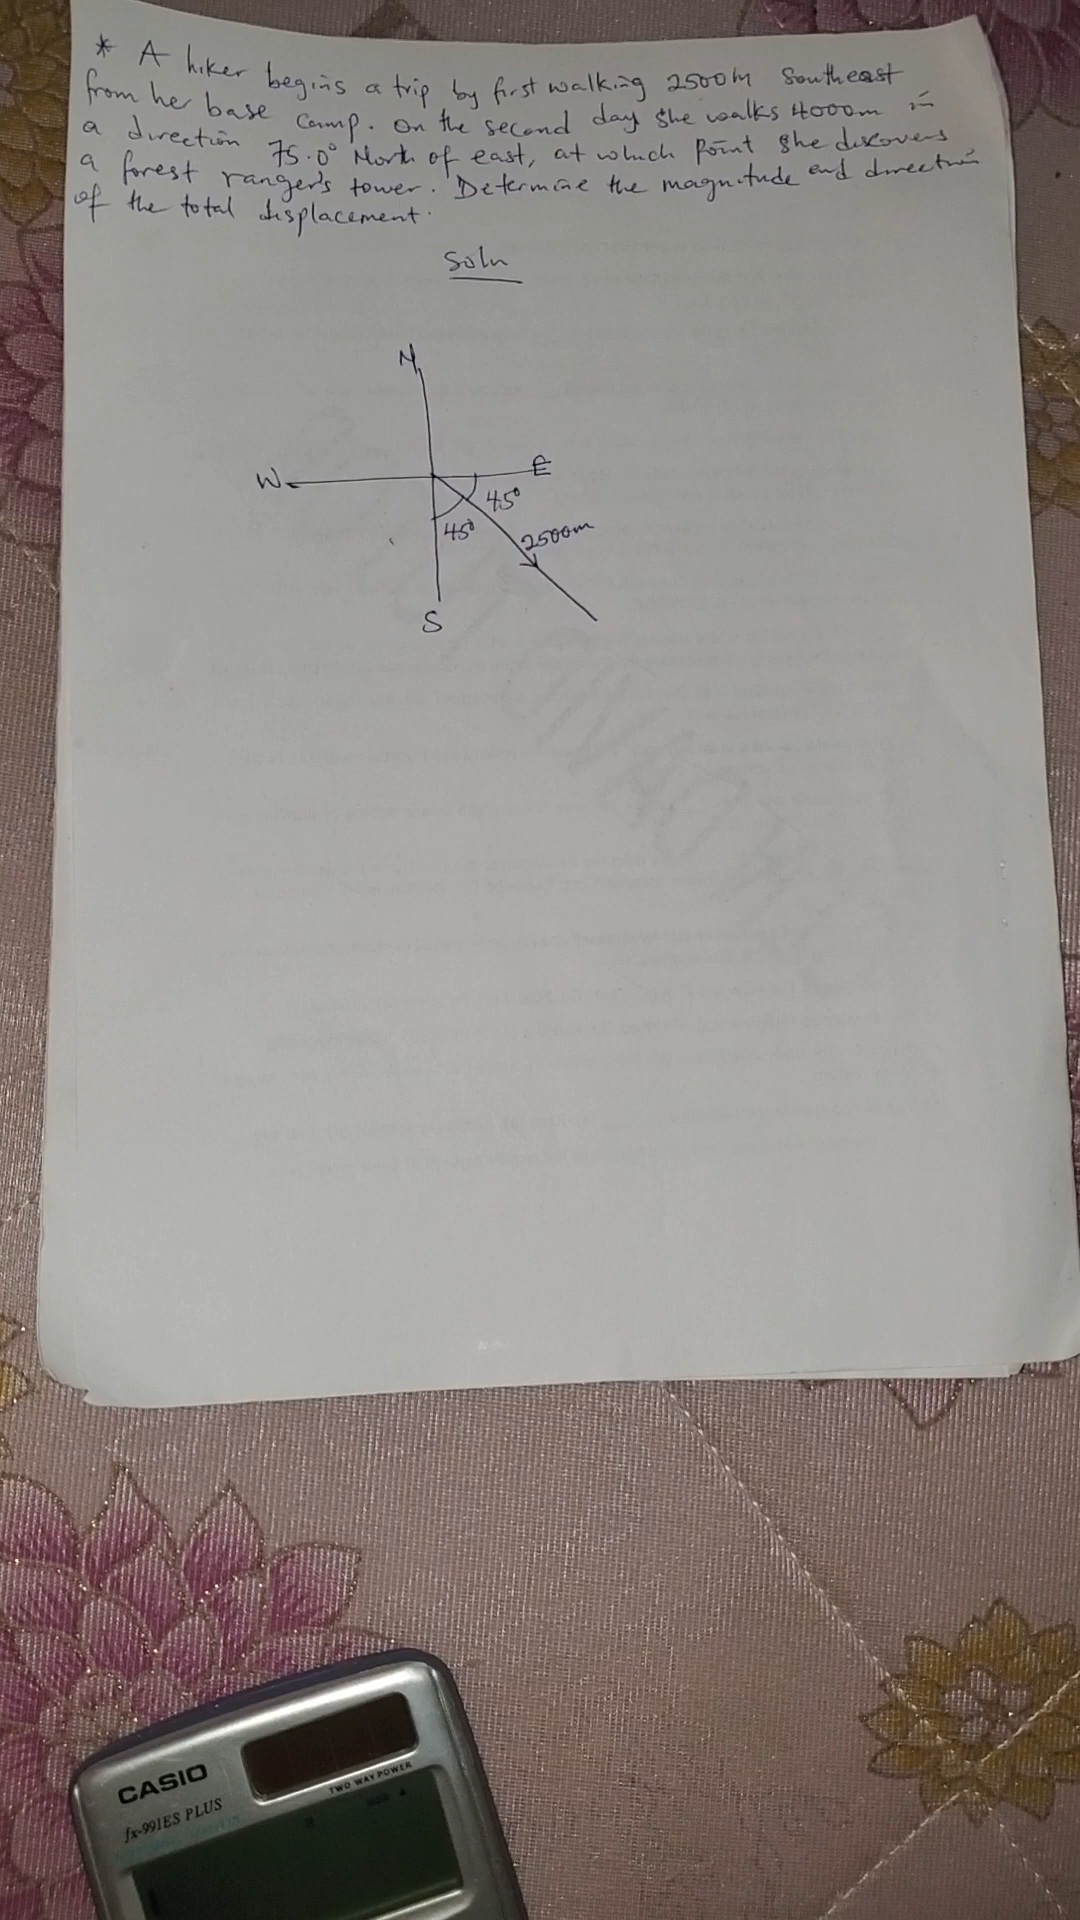 * A hiker begins a trip by first walking 2500m Southeast
from her base camp. On the second day she walks 4000m in
a direction 75.0° North of east, at which point she discovers
a forest ranger's tower. Determine the magnitude and direction
of the total displacement.
Soln
N
W
E
45°
45°
2500m
S
CASIO
TWO WAY POWER
fx-991ES PLUS